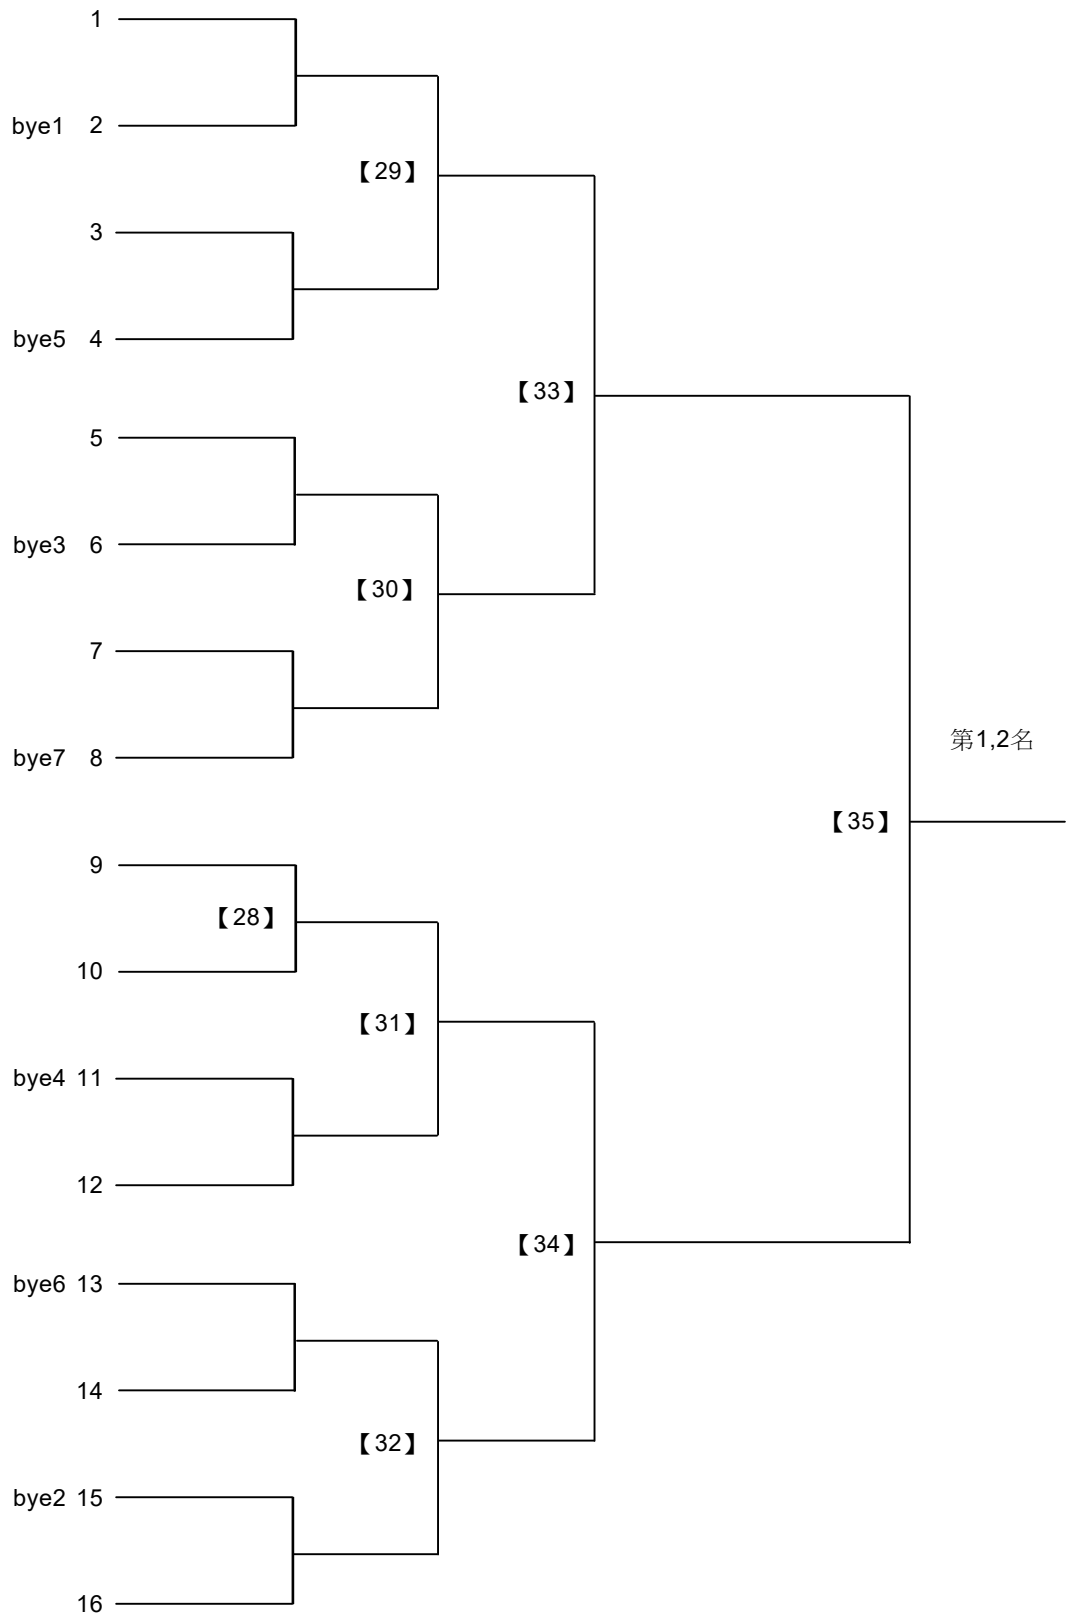 1
bye1 2
【29】
3
bye5 4
【33】
5
bye3 6
【30】
7
第1,2名
bye7 8
【35】
9
【28】
10
【31】
bye4 11
12
【34】
bye6 13
14
【32】
bye2 15
16